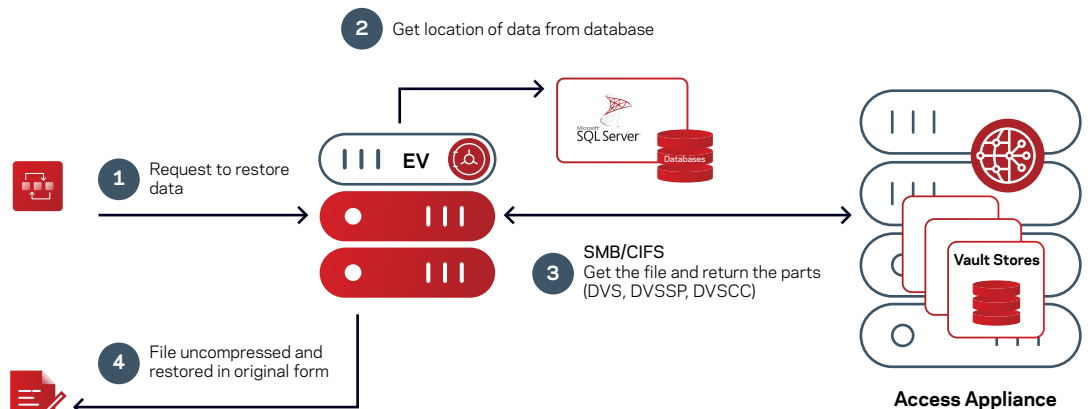 2 Get location of data from database
Microsoft
SQL Server
Databases
EV
1 Request to restore
data
SMB/CIFS
3 Get the file and return the parts
(DVS, DVSSP, DVSCC)
Vault Stores
4 File uncompressed and
restored in original form
Access Appliance